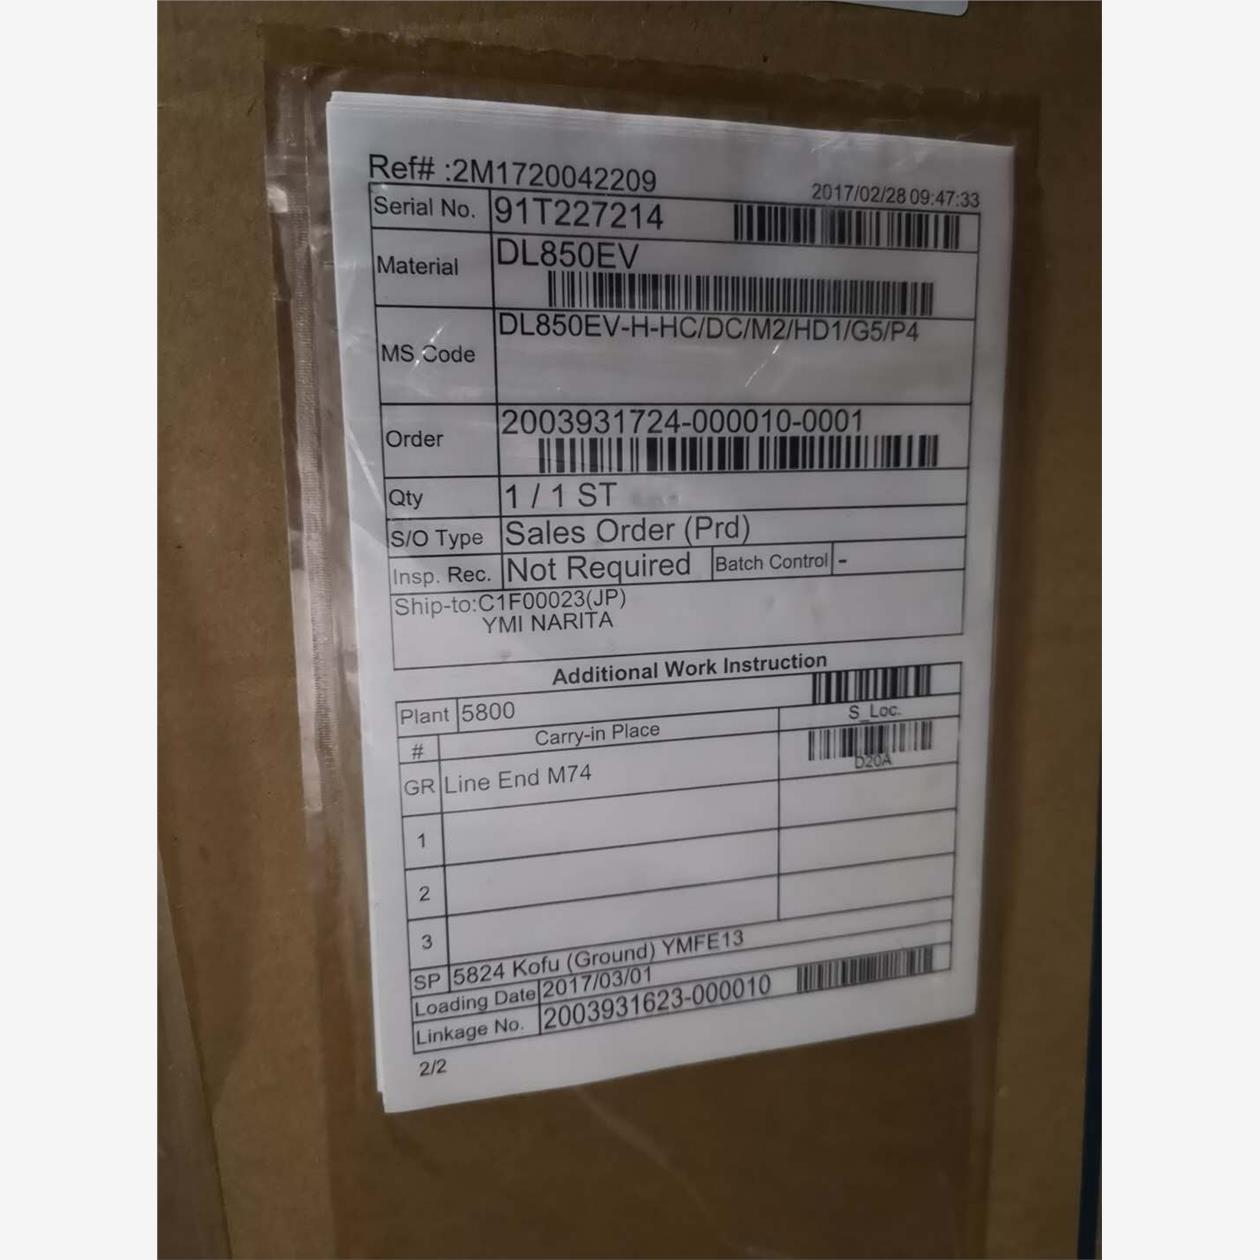 Ref# :2M1720042209
2017/02/28 09:47:33
Serial No. 91T227214
Material DL850EV
MS Code DL850EV-H-HC/DC/M2/HD1/G5/P4
Order 2003931724-000010-0001
Qty 1 / 1 ST
S/O Type Sales Order (Prd)
Insp. Rec. Not Required Batch Control -
Ship-to:C1F00023(JP)
YMI NARITA
Additional Work Instruction
Plant 5800
# Carry-in Place S_Loc.
GR Line End M74 D20A
1
2
3
SP 5824 Kofu (Ground) YMFE13
Loading Date 2017/03/01
Linkage No. 2003931623-000010
2/2